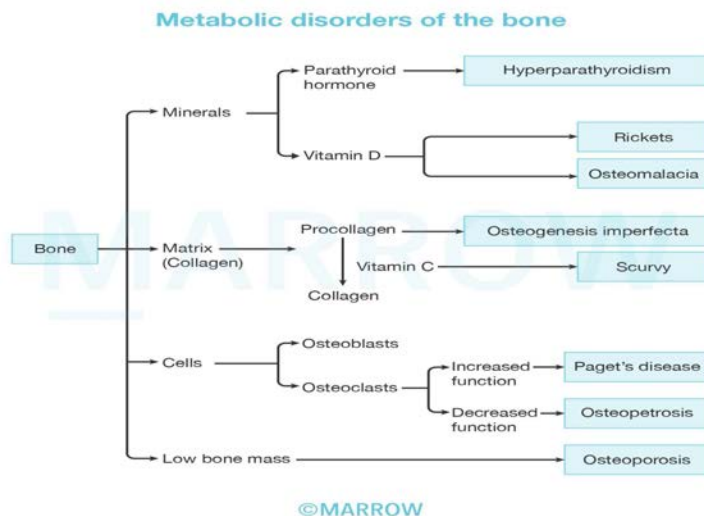 Metabolic disorders of the bone
Parathyroid
hormone
Hyperparathyroidism
Minerals
Vitamin D
Rickets
Osteomalacia
MARROW
Bone
Matrix
(Collagen)
Procollagen
Osteogenesis imperfecta
Vitamin C
Scurvy
Collagen
Cells
Osteoblasts
Osteoclasts
Increased
function
Paget's disease
Decreased
function
Osteopetrosis
Low bone mass
Osteoporosis
©MARROW